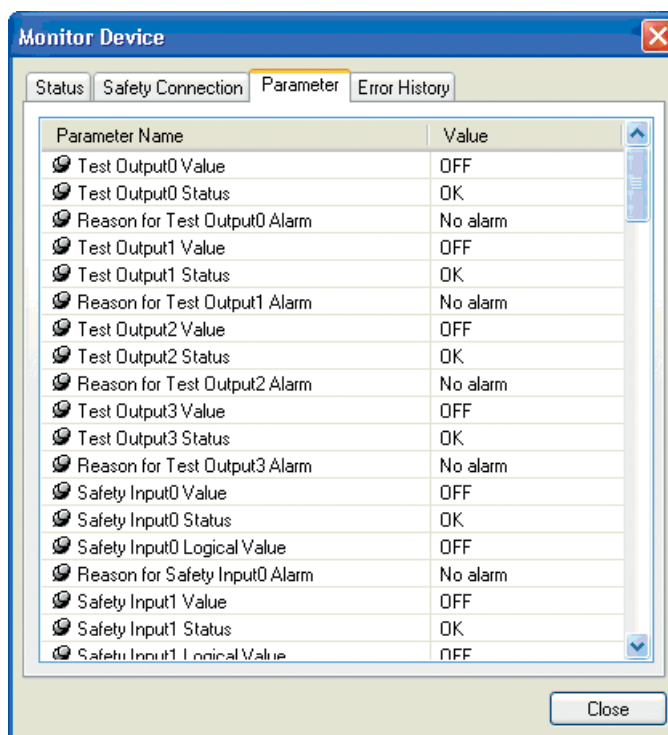 Monitor Device
Status Safety Connection Parameter Error History
Parameter Name Value
Test Output0 Value OFF
Test Output0 Status OK
Reason for Test Output0 Alarm No alarm
Test Output1 Value OFF
Test Output1 Status OK
Reason for Test Output1 Alarm No alarm
Test Output2 Value OFF
Test Output2 Status OK
Reason for Test Output2 Alarm No alarm
Test Output3 Value OFF
Test Output3 Status OK
Reason for Test Output3 Alarm No alarm
Safety Input0 Value OFF
Safety Input0 Status OK
Safety Input0 Logical Value OFF
Reason for Safety Input0 Alarm No alarm
Safety Input1 Value OFF
Safety Input1 Status OK
Safety Input1 Logical Value OFF
Close